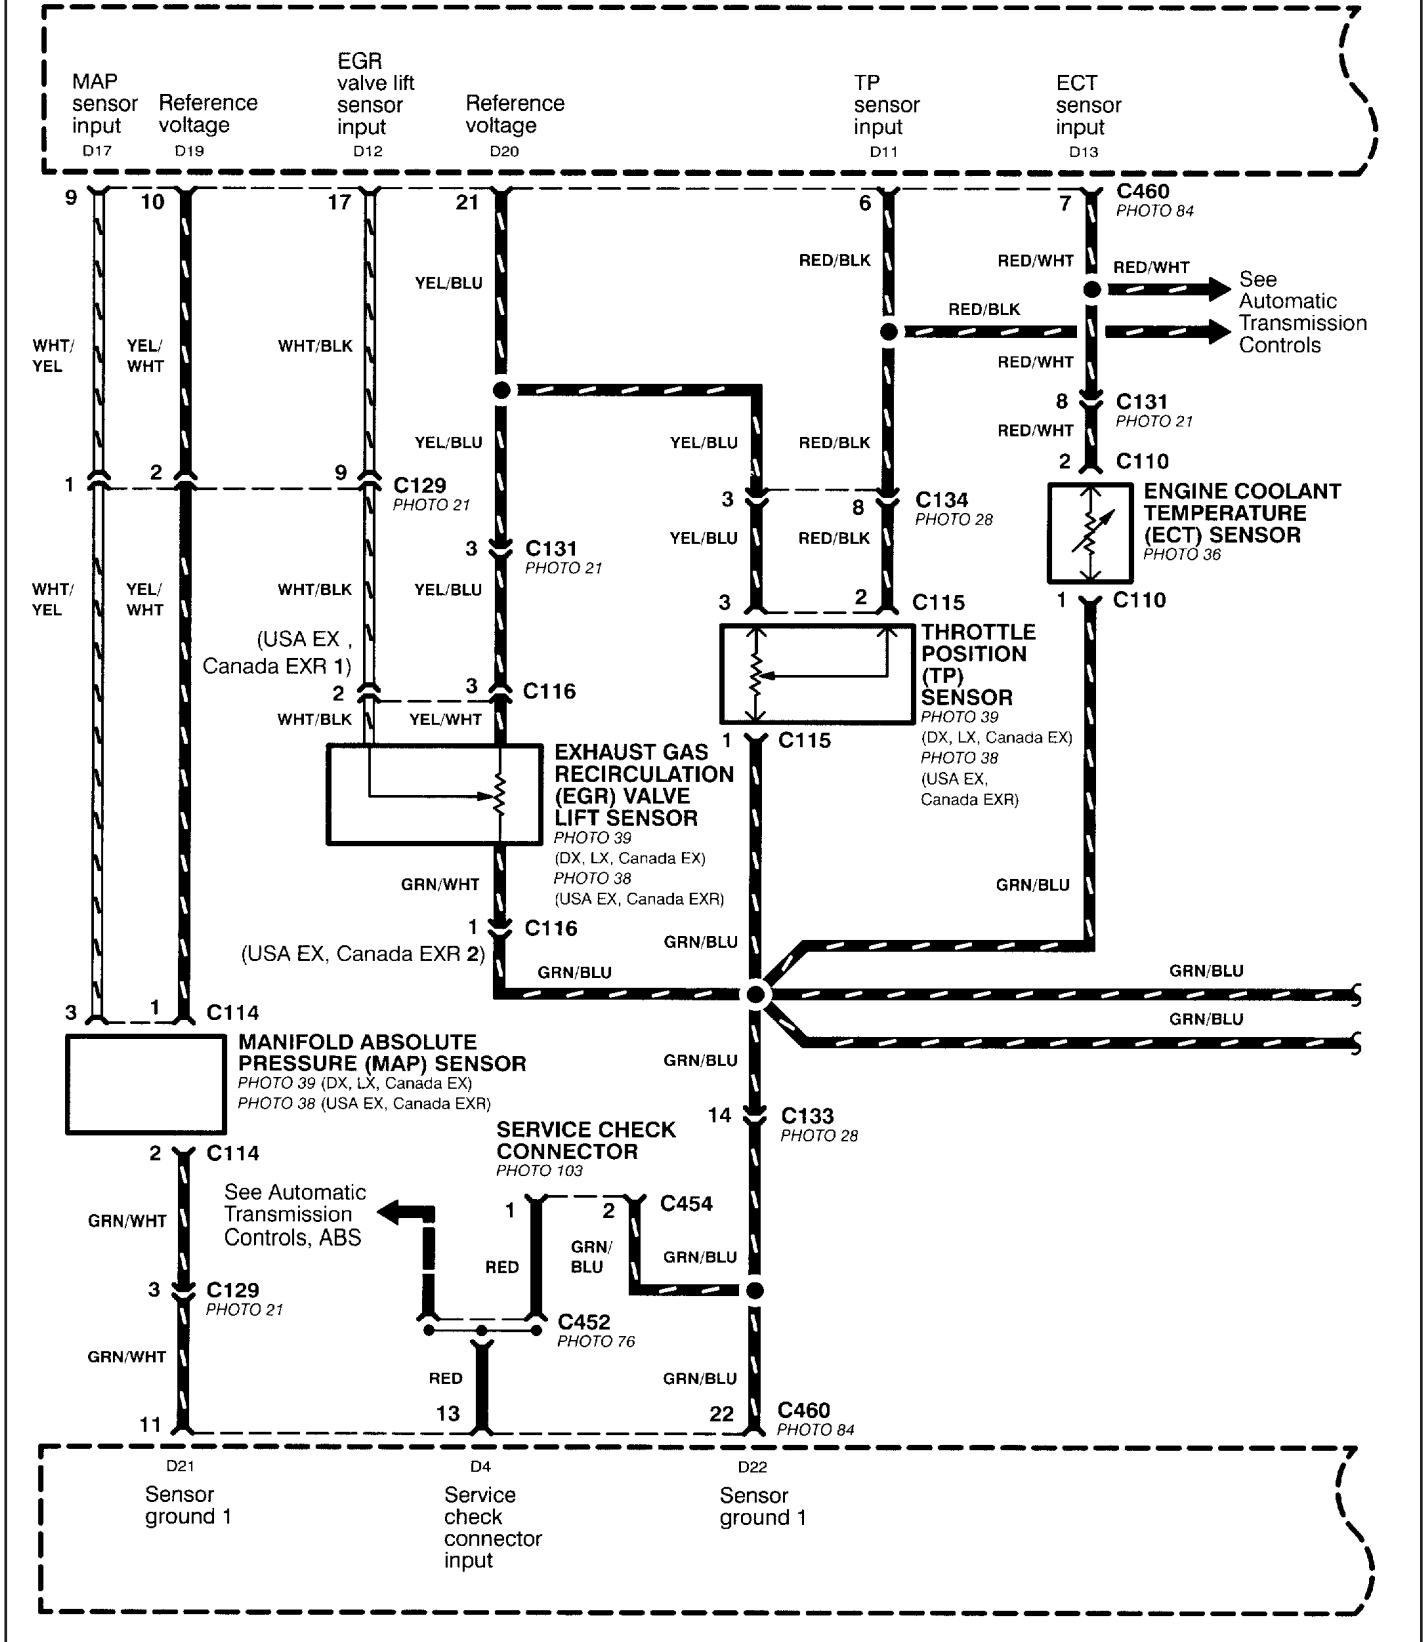 MAP
sensor
input
D17
Reference
voltage
D19
EGR
valve lift
sensor
input
D12
Reference
voltage
D20
TP
sensor
input
D11
ECT
sensor
input
D13
9
10
17
21
6
7
C460
PHOTO 84
YEL/BLU
RED/BLK
RED/WHT
RED/WHT
See
Automatic
Transmission
Controls
RED/BLK
WHT/
YEL
YEL/
WHT
WHT/BLK
RED/WHT
8
C131
PHOTO 21
YEL/BLU
YEL/BLU
RED/BLK
RED/WHT
1
2
9
C129
PHOTO 21
3
8
C134
PHOTO 28
2
C110
ENGINE COOLANT
TEMPERATURE
(ECT) SENSOR
PHOTO 36
3
C131
PHOTO 21
YEL/BLU
RED/BLK
WHT/
YEL
YEL/
WHT
WHT/BLK
YEL/BLU
3
2
C115
1
C110
(USA EX ,
Canada EXR 1)
2
3
C116
THROTTLE
POSITION
(TP)
SENSOR
PHOTO 39
(DX, LX, Canada EX)
PHOTO 38
(USA EX,
Canada EXR)
WHT/BLK
YEL/WHT
1
C115
EXHAUST GAS
RECIRCULATION
(EGR) VALVE
LIFT SENSOR
PHOTO 39
(DX, LX, Canada EX)
PHOTO 38
(USA EX, Canada EXR)
GRN/WHT
GRN/BLU
1
C116
(USA EX, Canada EXR 2)
GRN/BLU
GRN/BLU
GRN/BLU
GRN/BLU
3
1
C114
MANIFOLD ABSOLUTE
PRESSURE (MAP) SENSOR
PHOTO 39 (DX, LX, Canada EX)
PHOTO 38 (USA EX, Canada EXR)
GRN/BLU
14
C133
PHOTO 28
SERVICE CHECK
CONNECTOR
PHOTO 103
2
C114
See Automatic
Transmission
Controls, ABS
1
2
C454
GRN/WHT
RED
GRN/
BLU
GRN/BLU
3
C129
PHOTO 21
C452
PHOTO 76
GRN/WHT
RED
GRN/BLU
11
13
22
C460
PHOTO 84
D21
Sensor
ground 1
D4
Service
check
connector
input
D22
Sensor
ground 1